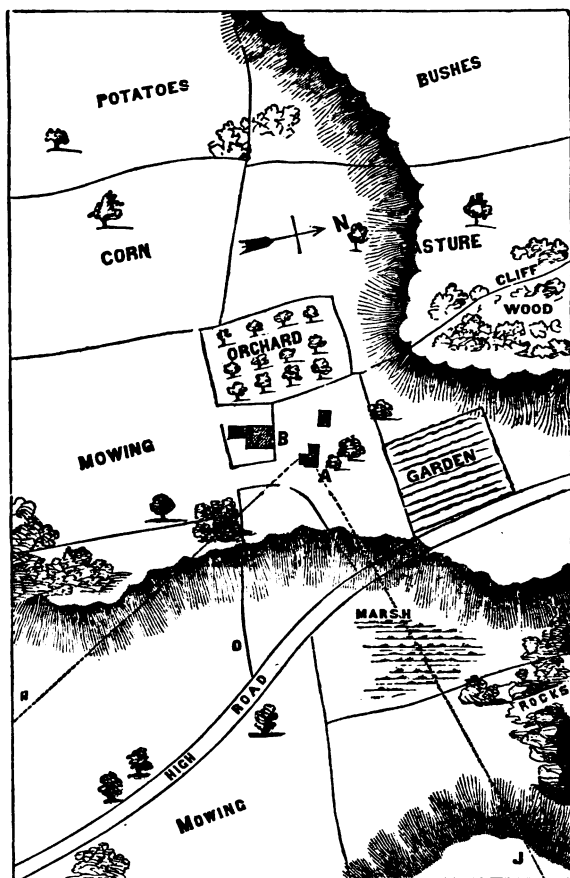 POTATOES
BUSHES
N
CORN
ASTURE
CLIFF
WOOD
ORCHARD
B
MOWING
GARDEN
A
MARSH
D
ROCKS
ROAD
HIGH
MOWING
J